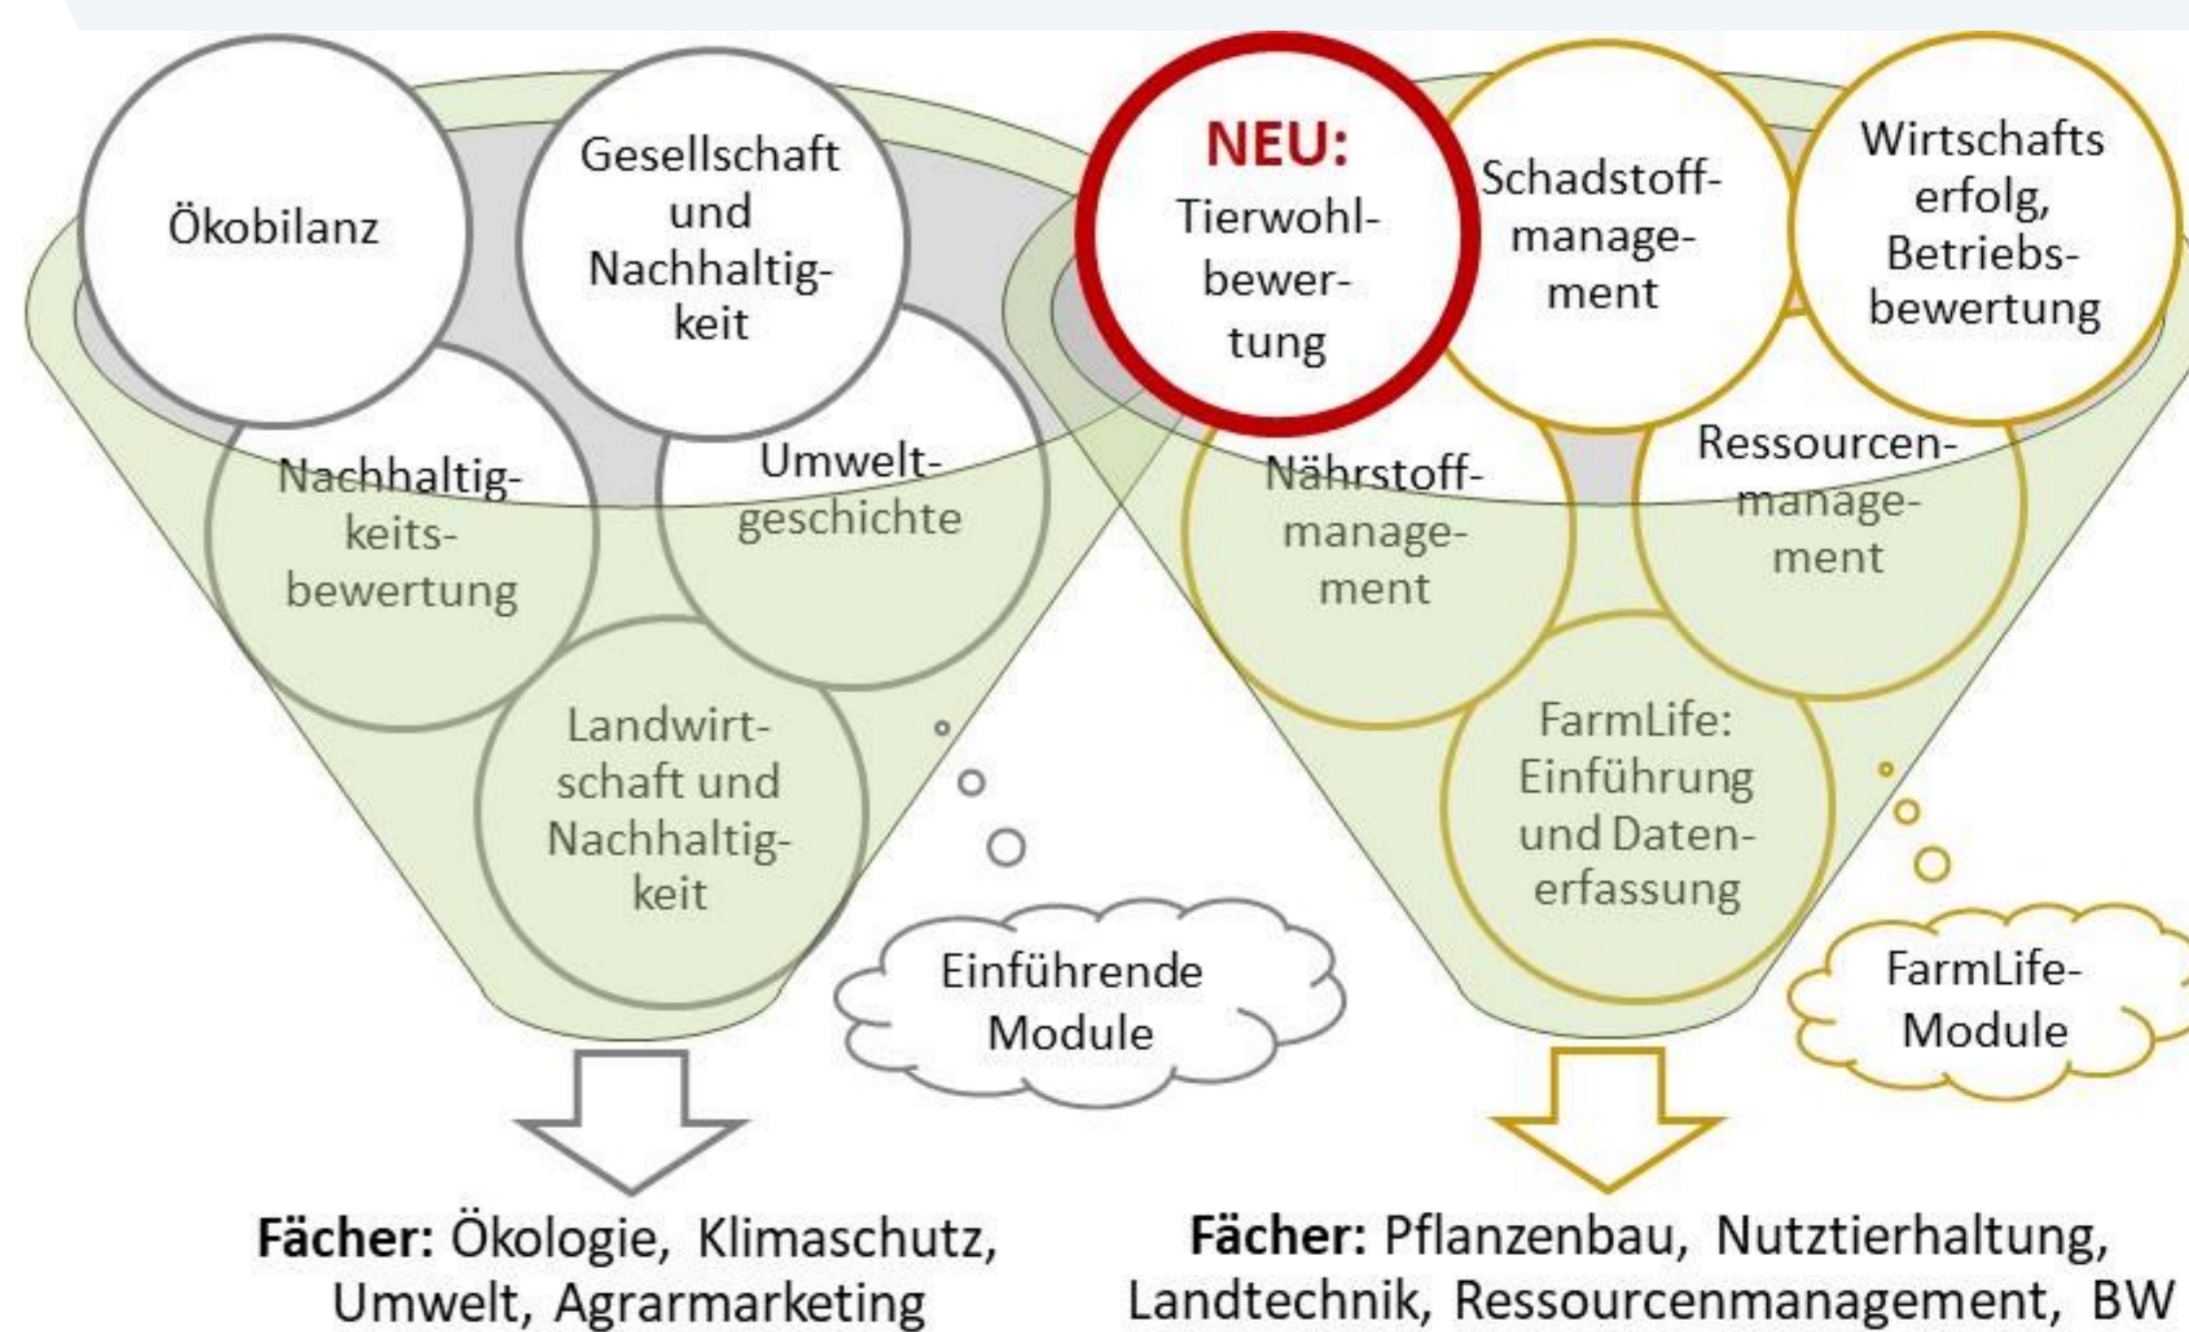 Ökobilanz
Gesellschaft
und
Nachhaltig-
keit
Nachhaltig-
keits-
bewertung
Umwelt-
geschichte
Landwirt-
schaft und
Nachhaltig-
keit
Einführende
Module
Fächer: Ökologie, Klimaschutz,
Umwelt, Agrarmarketing
NEU:
Tierwohl-
bewer-
tung
Schadstoff-
manage-
ment
Wirtschafts
erfolg,
Betriebs-
bewertung
Nährstoff-
manage-
ment
Ressourcen-
manage-
ment
FarmLife:
Einführung
und Daten-
erfassung
FarmLife-
Module
Fächer: Pflanzenbau, Nutztierhaltung,
Landtechnik, Ressourcenmanagement, BW